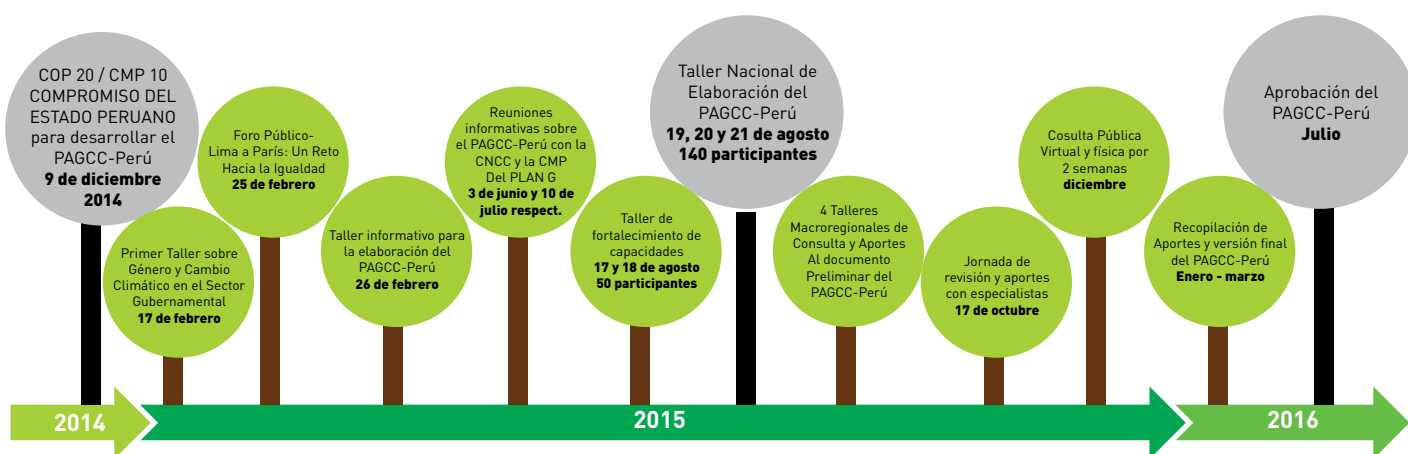 COP 20 / CMP 10
COMPROMISO DEL
ESTADO PERUANO
para desarrollar el
PAGCC-Perú
9 de diciembre
2014
Primer Taller sobre
Género y Cambio
Climático en el Sector
Gubernamental
17 de febrero
Foro Público-
Lima a París: Un Reto
Hacia la Igualdad
25 de febrero
Taller informativo para
la elaboración del
PAGCC-Perú
26 de febrero
Reuniones
informativas sobre
el PAGCC-Perú con la
CNCC y la CMP
Del PLAN G
3 de junio y 10 de
julio respect.
Taller de
fortalecimiento de
capacidades
17 y 18 de agosto
50 participantes
Taller Nacional de
Elaboración del
PAGCC-Perú
19, 20 y 21 de agosto
140 participantes
4 Talleres
Macroregionales de
Consulta y Aportes
Al documento
Preliminar del
PAGCC-Perú
Jornada de
revisión y aportes
con especialistas
17 de octubre
Cosulta Pública
Virtual y física por
2 semanas
diciembre
Recopilación de
Aportes y versión final
del PAGCC-Perú
Enero - marzo
Aprobación del
PAGCC-Perú
Julio
2014
2015
2016